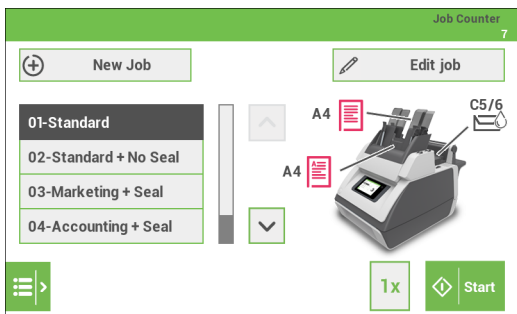 Job Counter
7
New Job
Edit job
01-Standard
02-Standard + No Seal
03-Marketing + Seal
04-Accounting + Seal
A4
A4
C5/6
1x
Start